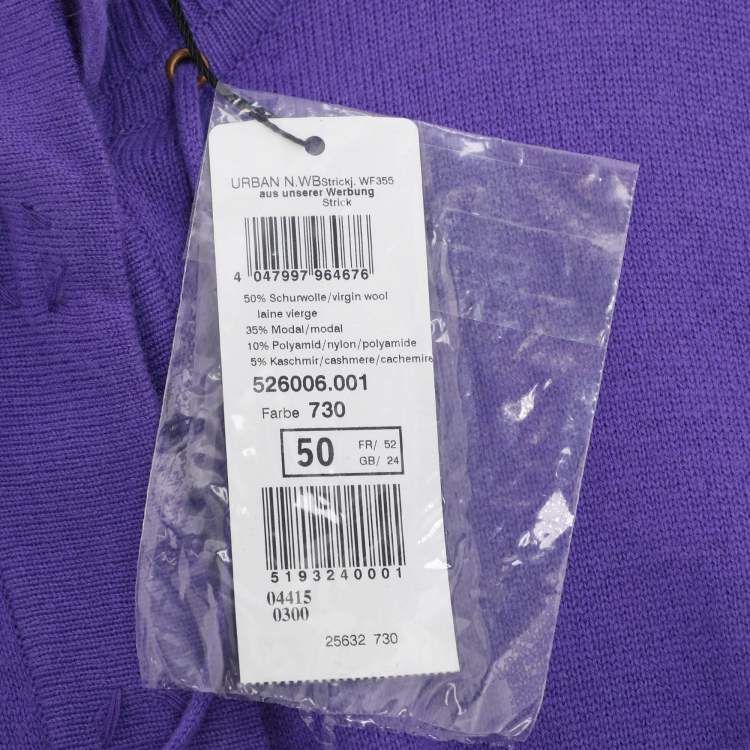 URBAN N.WBStrickj. WF355
aus unserer Werbung
Strick
4 047997 964676
50% Schurwolle/virgin wool
laine vierge
35% Modal/modal
10% Polyamid/nylon/polyamide
5% Kaschmir/cashmere/cachemire
526006.001
Farbe 730
50 FR/ 52
GB/ 24
5193240001
04415
0300
25632 730